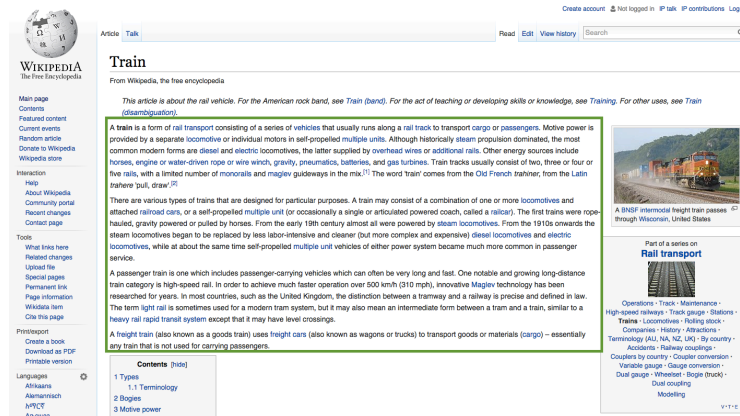 Create account Not logged in IP talk IP contributions Log
WIKIPEDIA
The Free Encyclopedia
Main page
Contents
Featured content
Current events
Random article
Donate to Wikipedia
Wikipedia store
Interaction
Help
About Wikipedia
Community portal
Recent changes
Contact page
Tools
What links here
Related changes
Upload file
Special pages
Permanent link
Page information
Wikidata item
Cite this page
Print/export
Create a book
Download as PDF
Printable version
Languages
Afrikaans
Alemannisch
አማርኛ
Article Talk
Read Edit View history Search
Train
From Wikipedia, the free encyclopedia
This article is about the rail vehicle. For the American rock band, see Train (band). For the act of teaching or developing skills or knowledge, see Training. For other uses, see Train
(disambiguation).
A train is a form of rail transport consisting of a series of vehicles that usually runs along a rail track to transport cargo or passengers. Motive power is
provided by a separate locomotive or individual motors in self-propelled multiple units. Although historically steam propulsion dominated, the most
common modern forms are diesel and electric locomotives, the latter supplied by overhead wires or additional rails. Other energy sources include
horses, engine or water-driven rope or wire winch, gravity, pneumatics, batteries, and gas turbines. Train tracks usually consist of two, three or four or
five rails, with a limited number of monorails and maglev guideways in the mix.[1] The word 'train' comes from the Old French trahiner, from the Latin
trahere 'pull, draw'.[2]
There are various types of trains that are designed for particular purposes. A train may consist of a combination of one or more locomotives and
attached railroad cars, or a self-propelled multiple unit (or occasionally a single or articulated powered coach, called a railcar). The first trains were rope-
hauled, gravity powered or pulled by horses. From the early 19th century almost all were powered by steam locomotives. From the 1910s onwards the
steam locomotives began to be replaced by less labor-intensive and cleaner (but more complex and expensive) diesel locomotives and electric
locomotives, while at about the same time self-propelled multiple unit vehicles of either power system became much more common in passenger
service.
A passenger train is one which includes passenger-carrying vehicles which can often be very long and fast. One notable and growing long-distance
train category is high-speed rail. In order to achieve much faster operation over 500 km/h (310 mph), innovative Maglev technology has been
researched for years. In most countries, such as the United Kingdom, the distinction between a tramway and a railway is precise and defined in law.
The term light rail is sometimes used for a modern tram system, but it may also mean an intermediate form between a tram and a train, similar to a
heavy rail rapid transit system except that it may have level crossings.
A freight train (also known as a goods train) uses freight cars (also known as wagons or trucks) to transport goods or materials (cargo) – essentially
any train that is not used for carrying passengers.
Contents [hide]
1 Types
1.1 Terminology
2 Bogies
3 Motive power
A BNSF intermodal freight train passes
through Wisconsin, United States
Part of a series on
Rail transport
Operations · Track · Maintenance ·
High-speed railways · Track gauge · Stations ·
Trains · Locomotives · Rolling stock ·
Companies · History · Attractions ·
Terminology (AU, NA, NZ, UK) · By country ·
Accidents · Railway couplings ·
Couplers by country · Coupler conversion ·
Variable gauge · Gauge conversion ·
Dual gauge · Wheelset · Bogie (truck) ·
Dual coupling
Modelling
V · T · E